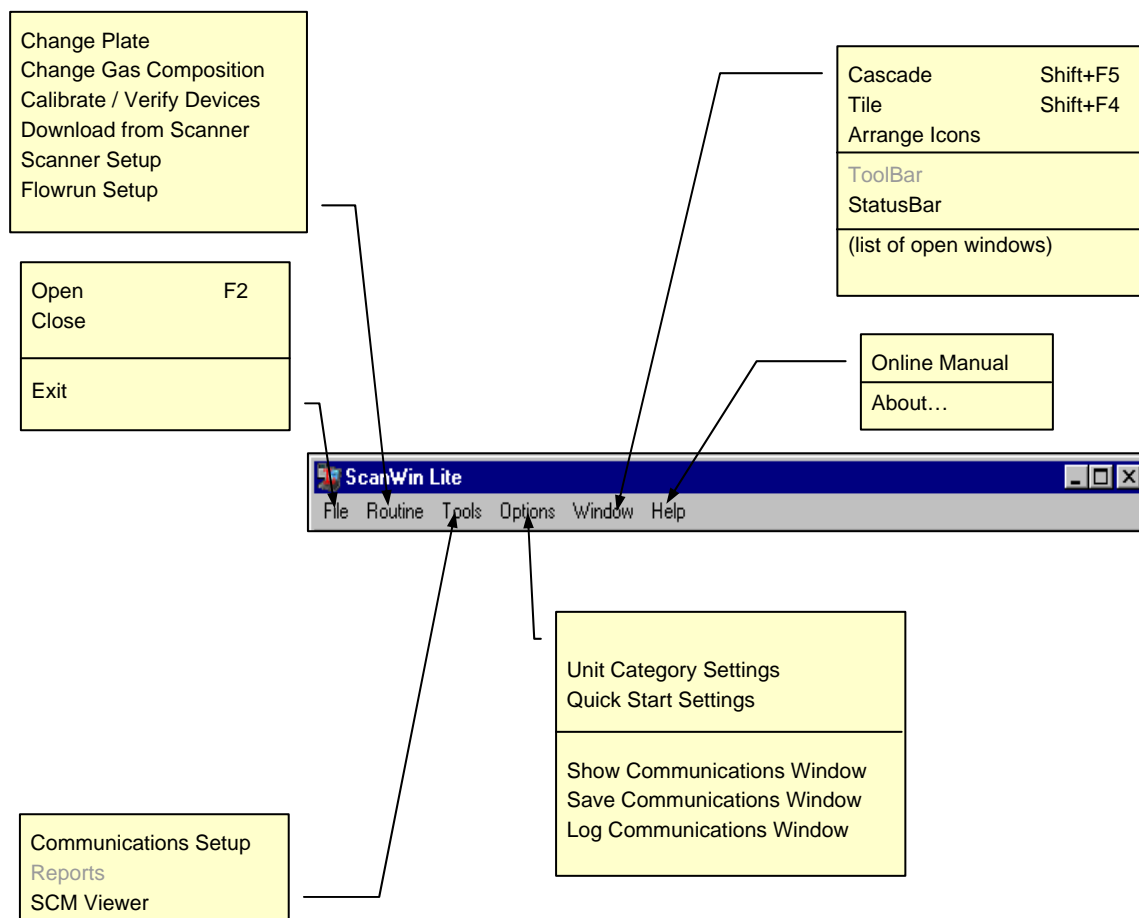 Change Plate
Change Gas Composition
Calibrate / Verify Devices
Download from Scanner
Scanner Setup
Flowrun Setup
Cascade Shift+F5
Tile Shift+F4
Arrange Icons
ToolBar
StatusBar
(list of open windows)
Open F2
Close
Exit
Online Manual
About…
ScanWin Lite
File Routine Tools Options Window Help
Unit Category Settings
Quick Start Settings
Show Communications Window
Save Communications Window
Log Communications Window
Communications Setup
Reports
SCM Viewer